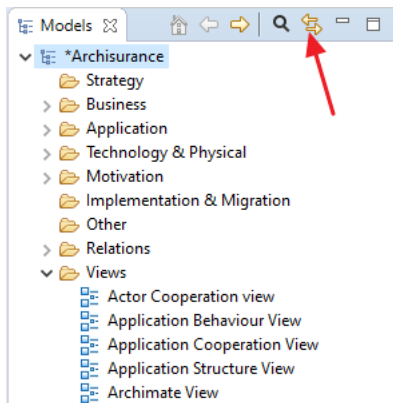 Models
*Archisurance
Strategy
Business
Application
Technology & Physical
Motivation
Implementation & Migration
Other
Relations
Views
Actor Cooperation view
Application Behaviour View
Application Cooperation View
Application Structure View
Archimate View